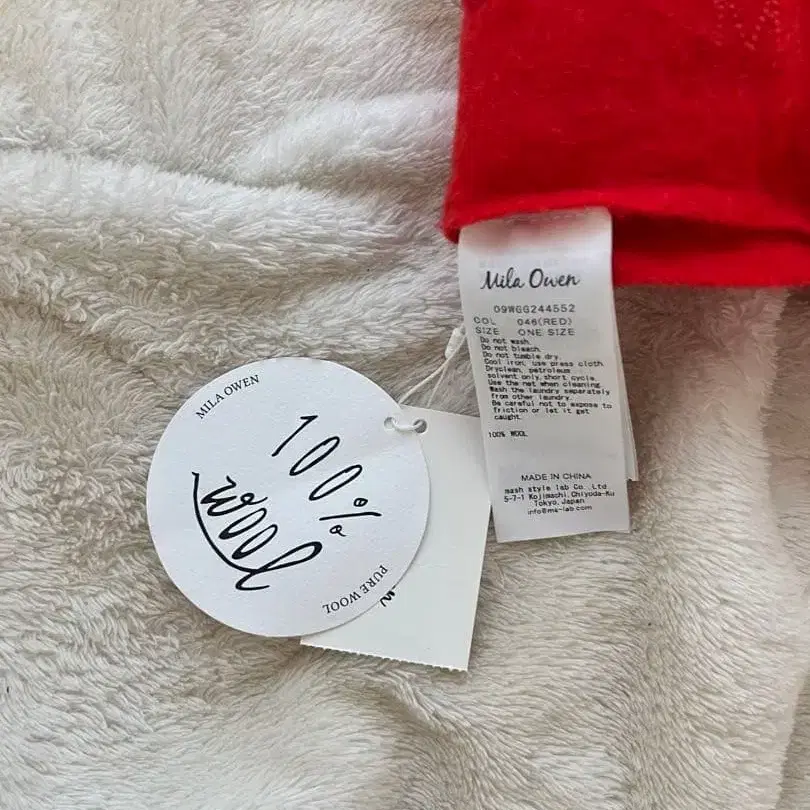 Mila Owen
09WGG244552
COL 046(RED)
SIZE ONE SIZE
Do not wash.
Do not bleach.
Do not tumble dry.
Cool iron, use press cloth.
Dryclean, petroleum
solvent only, short cycle.
Use the net when cleaning.
Wash the laundry separately
from other laundry.
Be careful not to expose to
friction or let it get
caught.
100% WOOL
MADE IN CHINA
mash style lab Co., Ltd
5-7-1 Kojimachi, Chiyoda-Ku
Tokyo, Japan
info@ms-lab.com
MILA OWEN
100%
wool
PURE WOOL